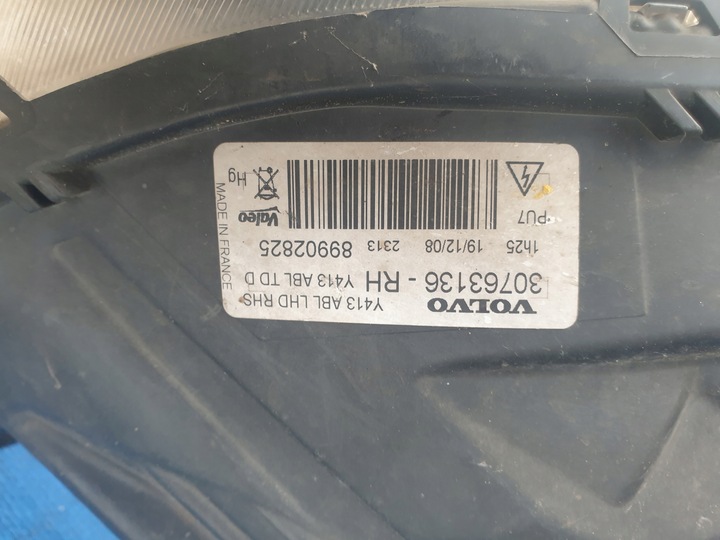 VOLVO
Y413 ABL LHD RHS
30763136 - RH Y413 ABL TD D
1h25 19/12/08 2313 89902825
PU7
Valeo
Hg
MADE IN FRANCE